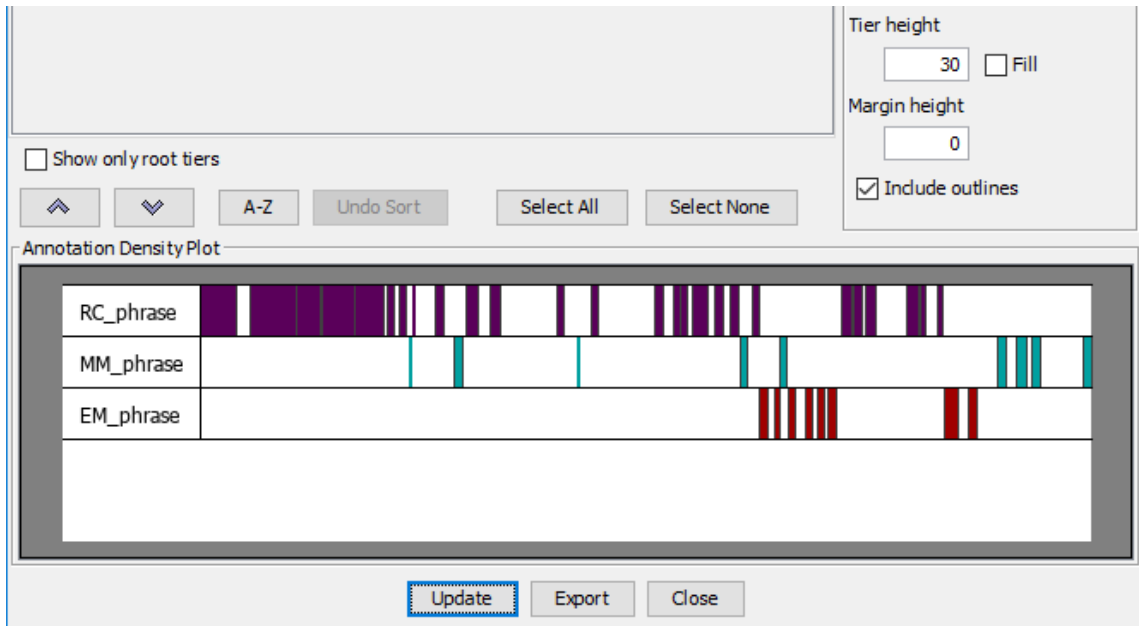 Tier height
30 Fill
Margin height
0
Show only root tiers
Include outlines
A-Z Undo Sort Select All Select None
Annotation Density Plot
RC_phrase
MM_phrase
EM_phrase
Update Export Close